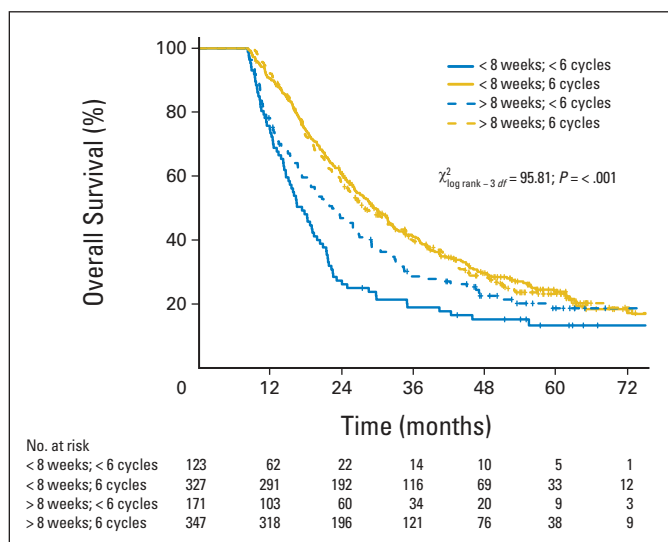 100
80
60
40
20
0
12
24
36
48
60
72
Overall Survival (%)
Time (months)
< 8 weeks; < 6 cycles
< 8 weeks; 6 cycles
> 8 weeks; < 6 cycles
> 8 weeks; 6 cycles
χ² log rank – 3 df = 95.81; P = < .001
No. at risk
< 8 weeks; < 6 cycles 123 62 22 14 10 5 1
< 8 weeks; 6 cycles 327 291 192 116 69 33 12
> 8 weeks; < 6 cycles 171 103 60 34 20 9 3
> 8 weeks; 6 cycles 347 318 196 121 76 38 9